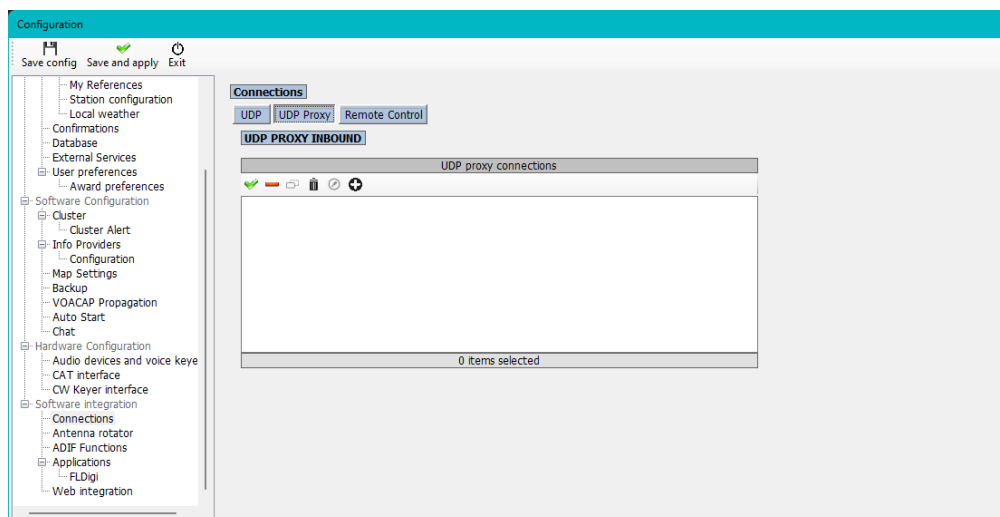 Configuration
Save config Save and apply Exit
My References
Station configuration
Local weather
Confirmations
Database
External Services
User preferences
Award preferences
Software Configuration
Cluster
Cluster Alert
Info Providers
Configuration
Map Settings
Backup
VOACAP Propagation
Auto Start
Chat
Hardware Configuration
Audio devices and voice keye
CAT interface
CW Keyer interface
Software integration
Connections
Antenna rotator
ADIF Functions
Applications
FLDigi
Web integration
Connections
UDP UDP Proxy Remote Control
UDP PROXY INBOUND
UDP proxy connections
0 items selected